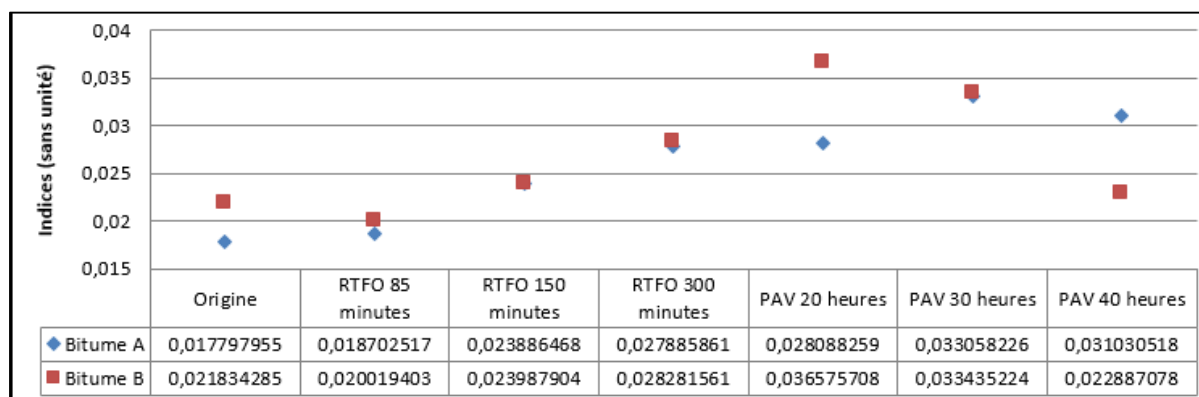 0,04
0,035
0,03
0,025
0,02
0,015
Indices (sans unité)
Origine
RTFO 85 minutes
RTFO 150 minutes
RTFO 300 minutes
PAV 20 heures
PAV 30 heures
PAV 40 heures
Bitume A 0,017797955 0,018702517 0,023886468 0,027885861 0,028088259 0,033058226 0,031030518
Bitume B 0,021834285 0,020019403 0,023987904 0,028281561 0,036575708 0,033435224 0,022887078